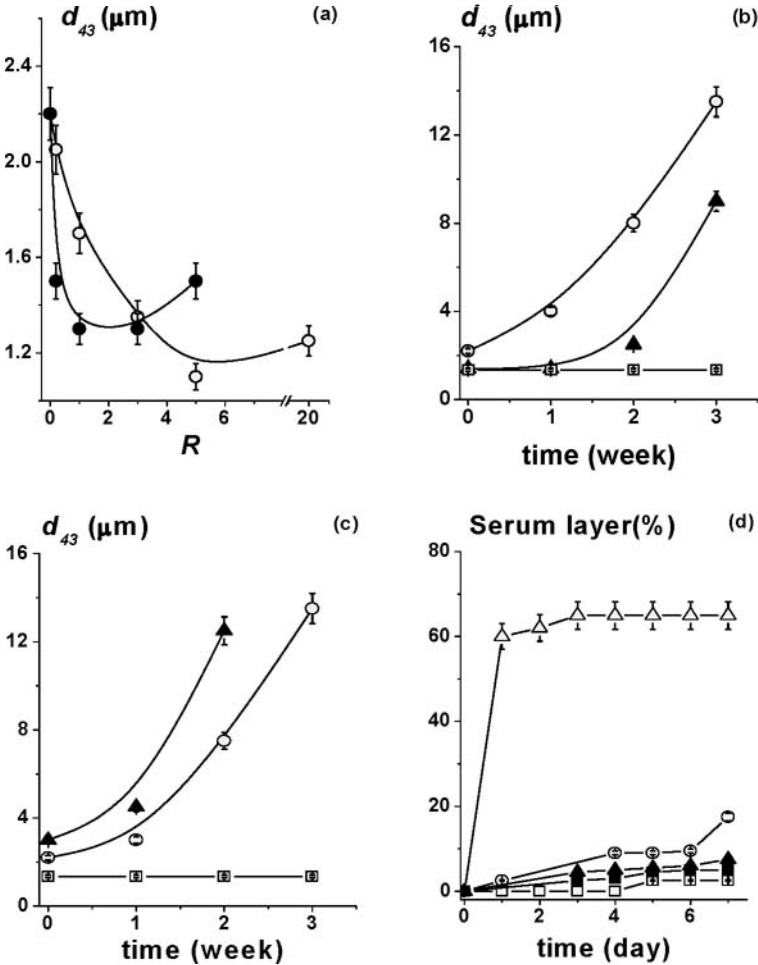 d43 (μm) (a)
2.4
2.0
1.6
1.2
0 2 4 6 20
R
d43 (μm) (b)
16
12
8
4
0
0 1 2 3
time (week)
d43 (μm) (c)
16
12
8
4
0
0 1 2 3
time (week)
Serum layer(%) (d)
80
60
40
20
0
0 2 4 6
time (day)